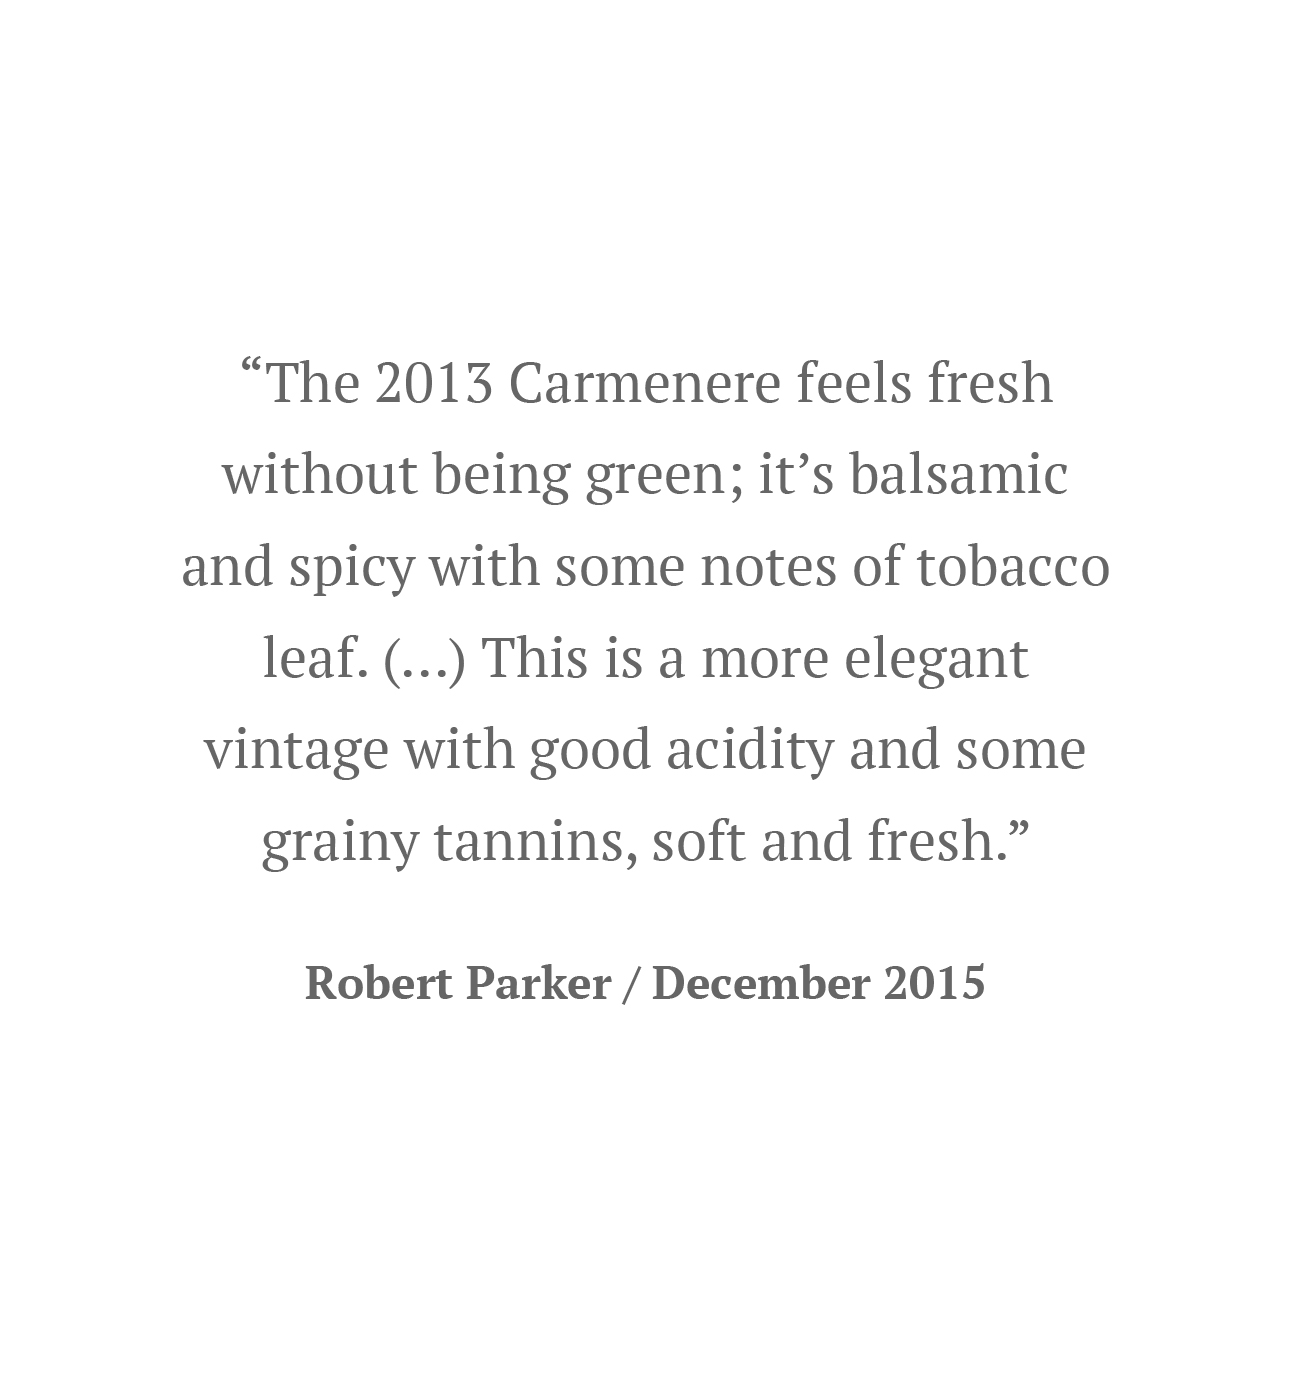 “The 2013 Carmenere feels fresh
without being green; it’s balsamic
and spicy with some notes of tobacco
leaf. (...) This is a more elegant
vintage with good acidity and some
grainy tannins, soft and fresh.”
Robert Parker / December 2015